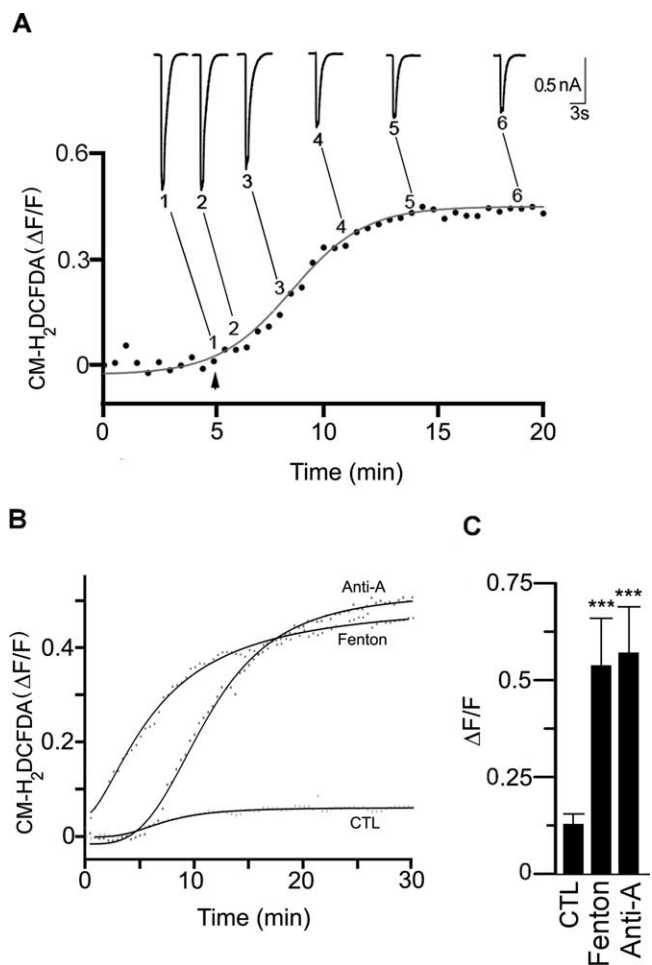 A
1 2 3 4 5 6
0.5 nA
3s
CM-H2DCFDA(ΔF/F)
0.6
0.3
0
1 2 3 4 5 6
0 5 10 15 20
Time (min)
B
CM-H2DCFDA(ΔF/F)
0.4
0.2
0
Anti-A
Fenton
CTL
0 5 10 20 30
Time (min)
C
ΔF/F
0.75
0.5
0.25
0
*** ***
CTL
Fenton
Anti-A